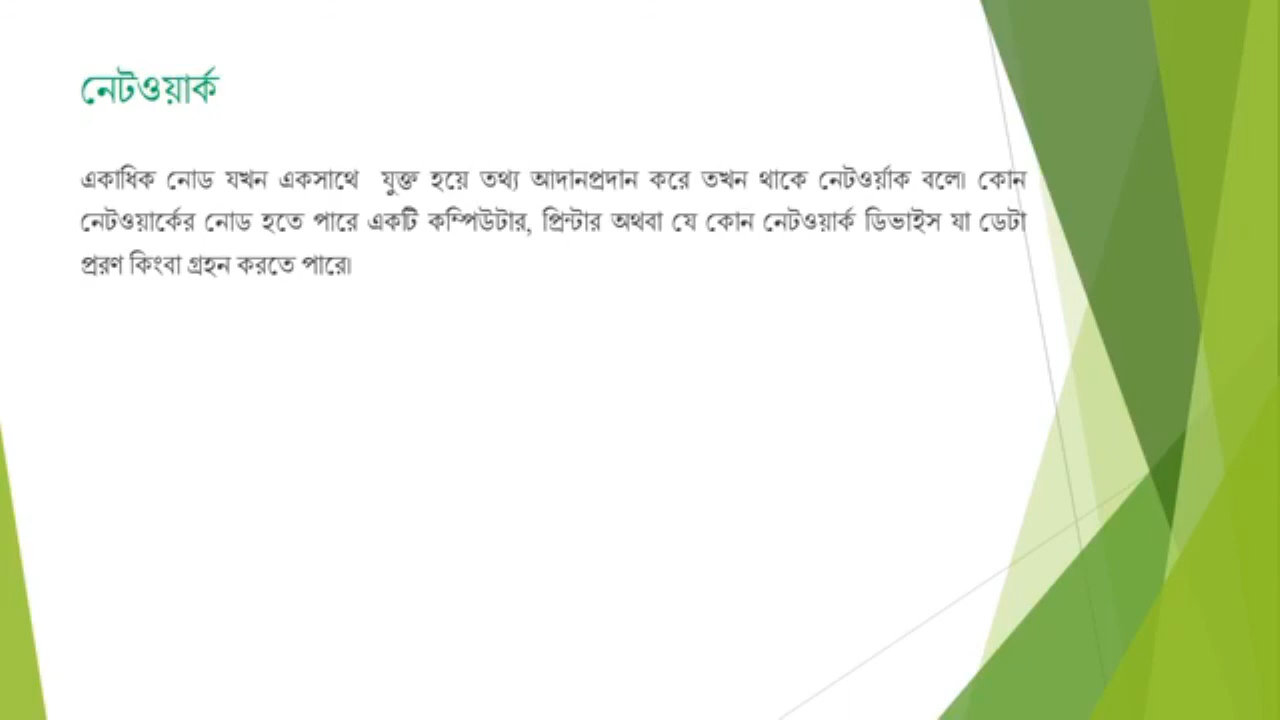 নেটওয়ার্ক
একাধিক নোড যখন একসাথে যুক্ত হয়ে তথ্য আদানপ্রদান করে তখন থাকে নেটওর্য়াক বলে। কোন
নেটওয়ার্কের নোড হতে পারে একটি কম্পিউটার, প্রিন্টার অথবা যে কোন নেটওয়ার্ক ডিভাইস যা ডেটা
প্ররণ কিংবা গ্রহন করতে পারে।